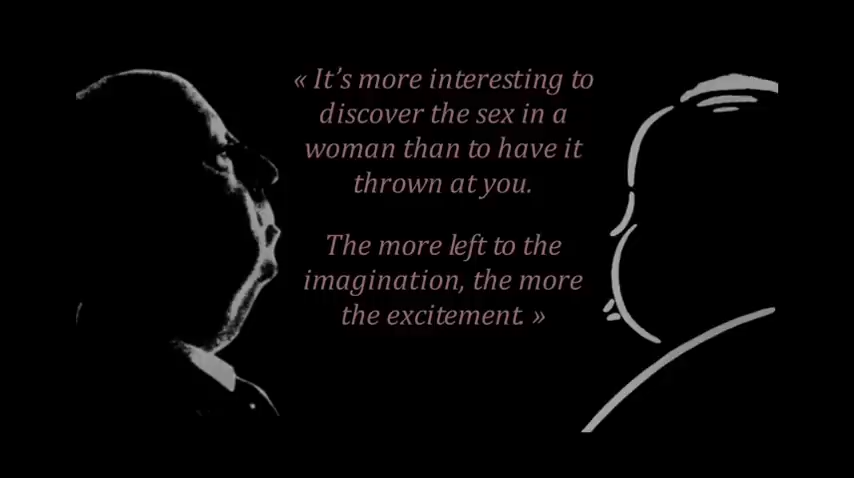 « It's more interesting to
discover the sex in a
woman than to have it
thrown at you.
The more left to the
imagination, the more
the excitement. »